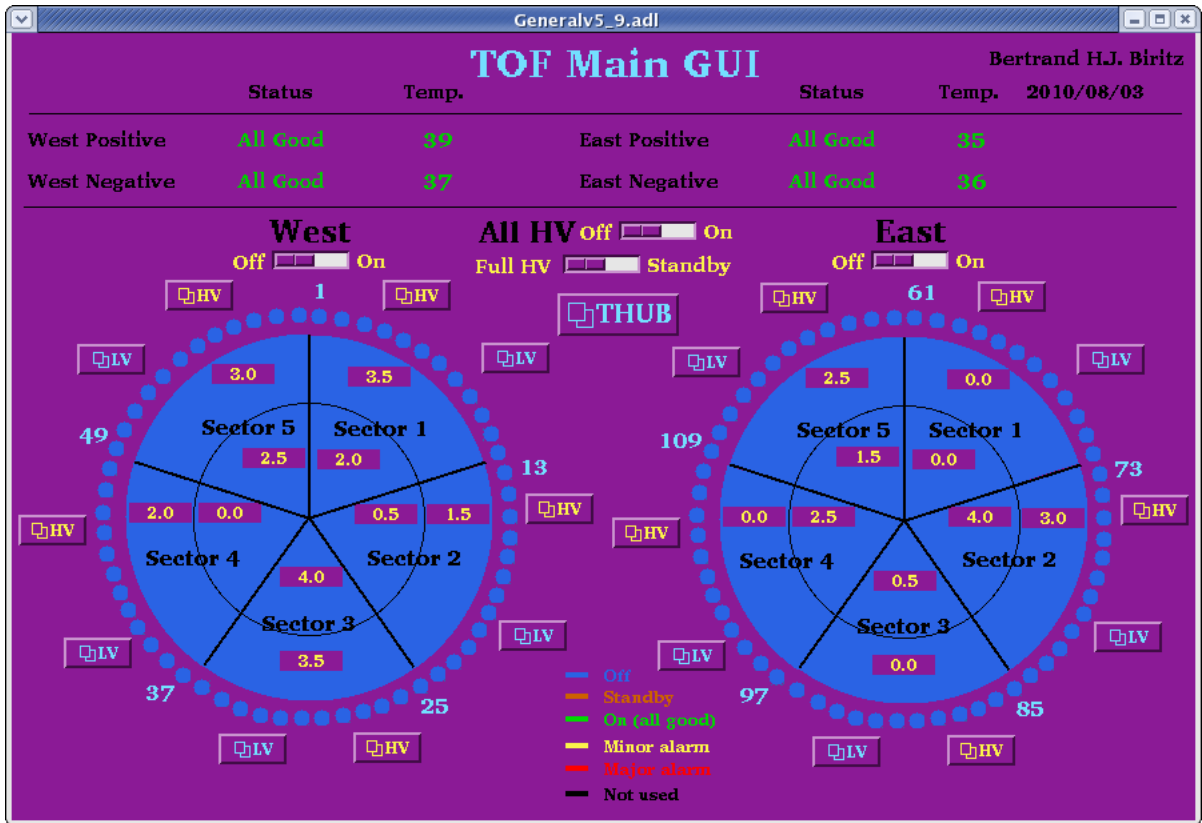 Generalv5_9.adl
TOF Main GUI
Bertrand H.J. Biritz
Status Temp. Status Temp. 2010/08/03
West Positive All Good 39 East Positive All Good 35
West Negative All Good 37 East Negative All Good 36
West All HV Off On East
Off On Full HV Standby Off On
HV 1 HV HV 61 HV
THUB
LV LV LV LV
3.0 3.5 2.5 0.0
Sector 5 Sector 1 Sector 5 Sector 1
49 109
2.5 2.0 1.5 0.0
13 73
HV 2.0 0.0 0.5 1.5 HV HV 0.0 2.5 4.0 3.0 HV
Sector 4 Sector 2 Sector 4 Sector 2
4.0 0.5
Sector 3 Sector 3
LV LV LV LV
3.5 0.0
37 25 97 85
Off
Standby
On (all good)
LV HV Minor alarm LV HV
Major alarm
Not used